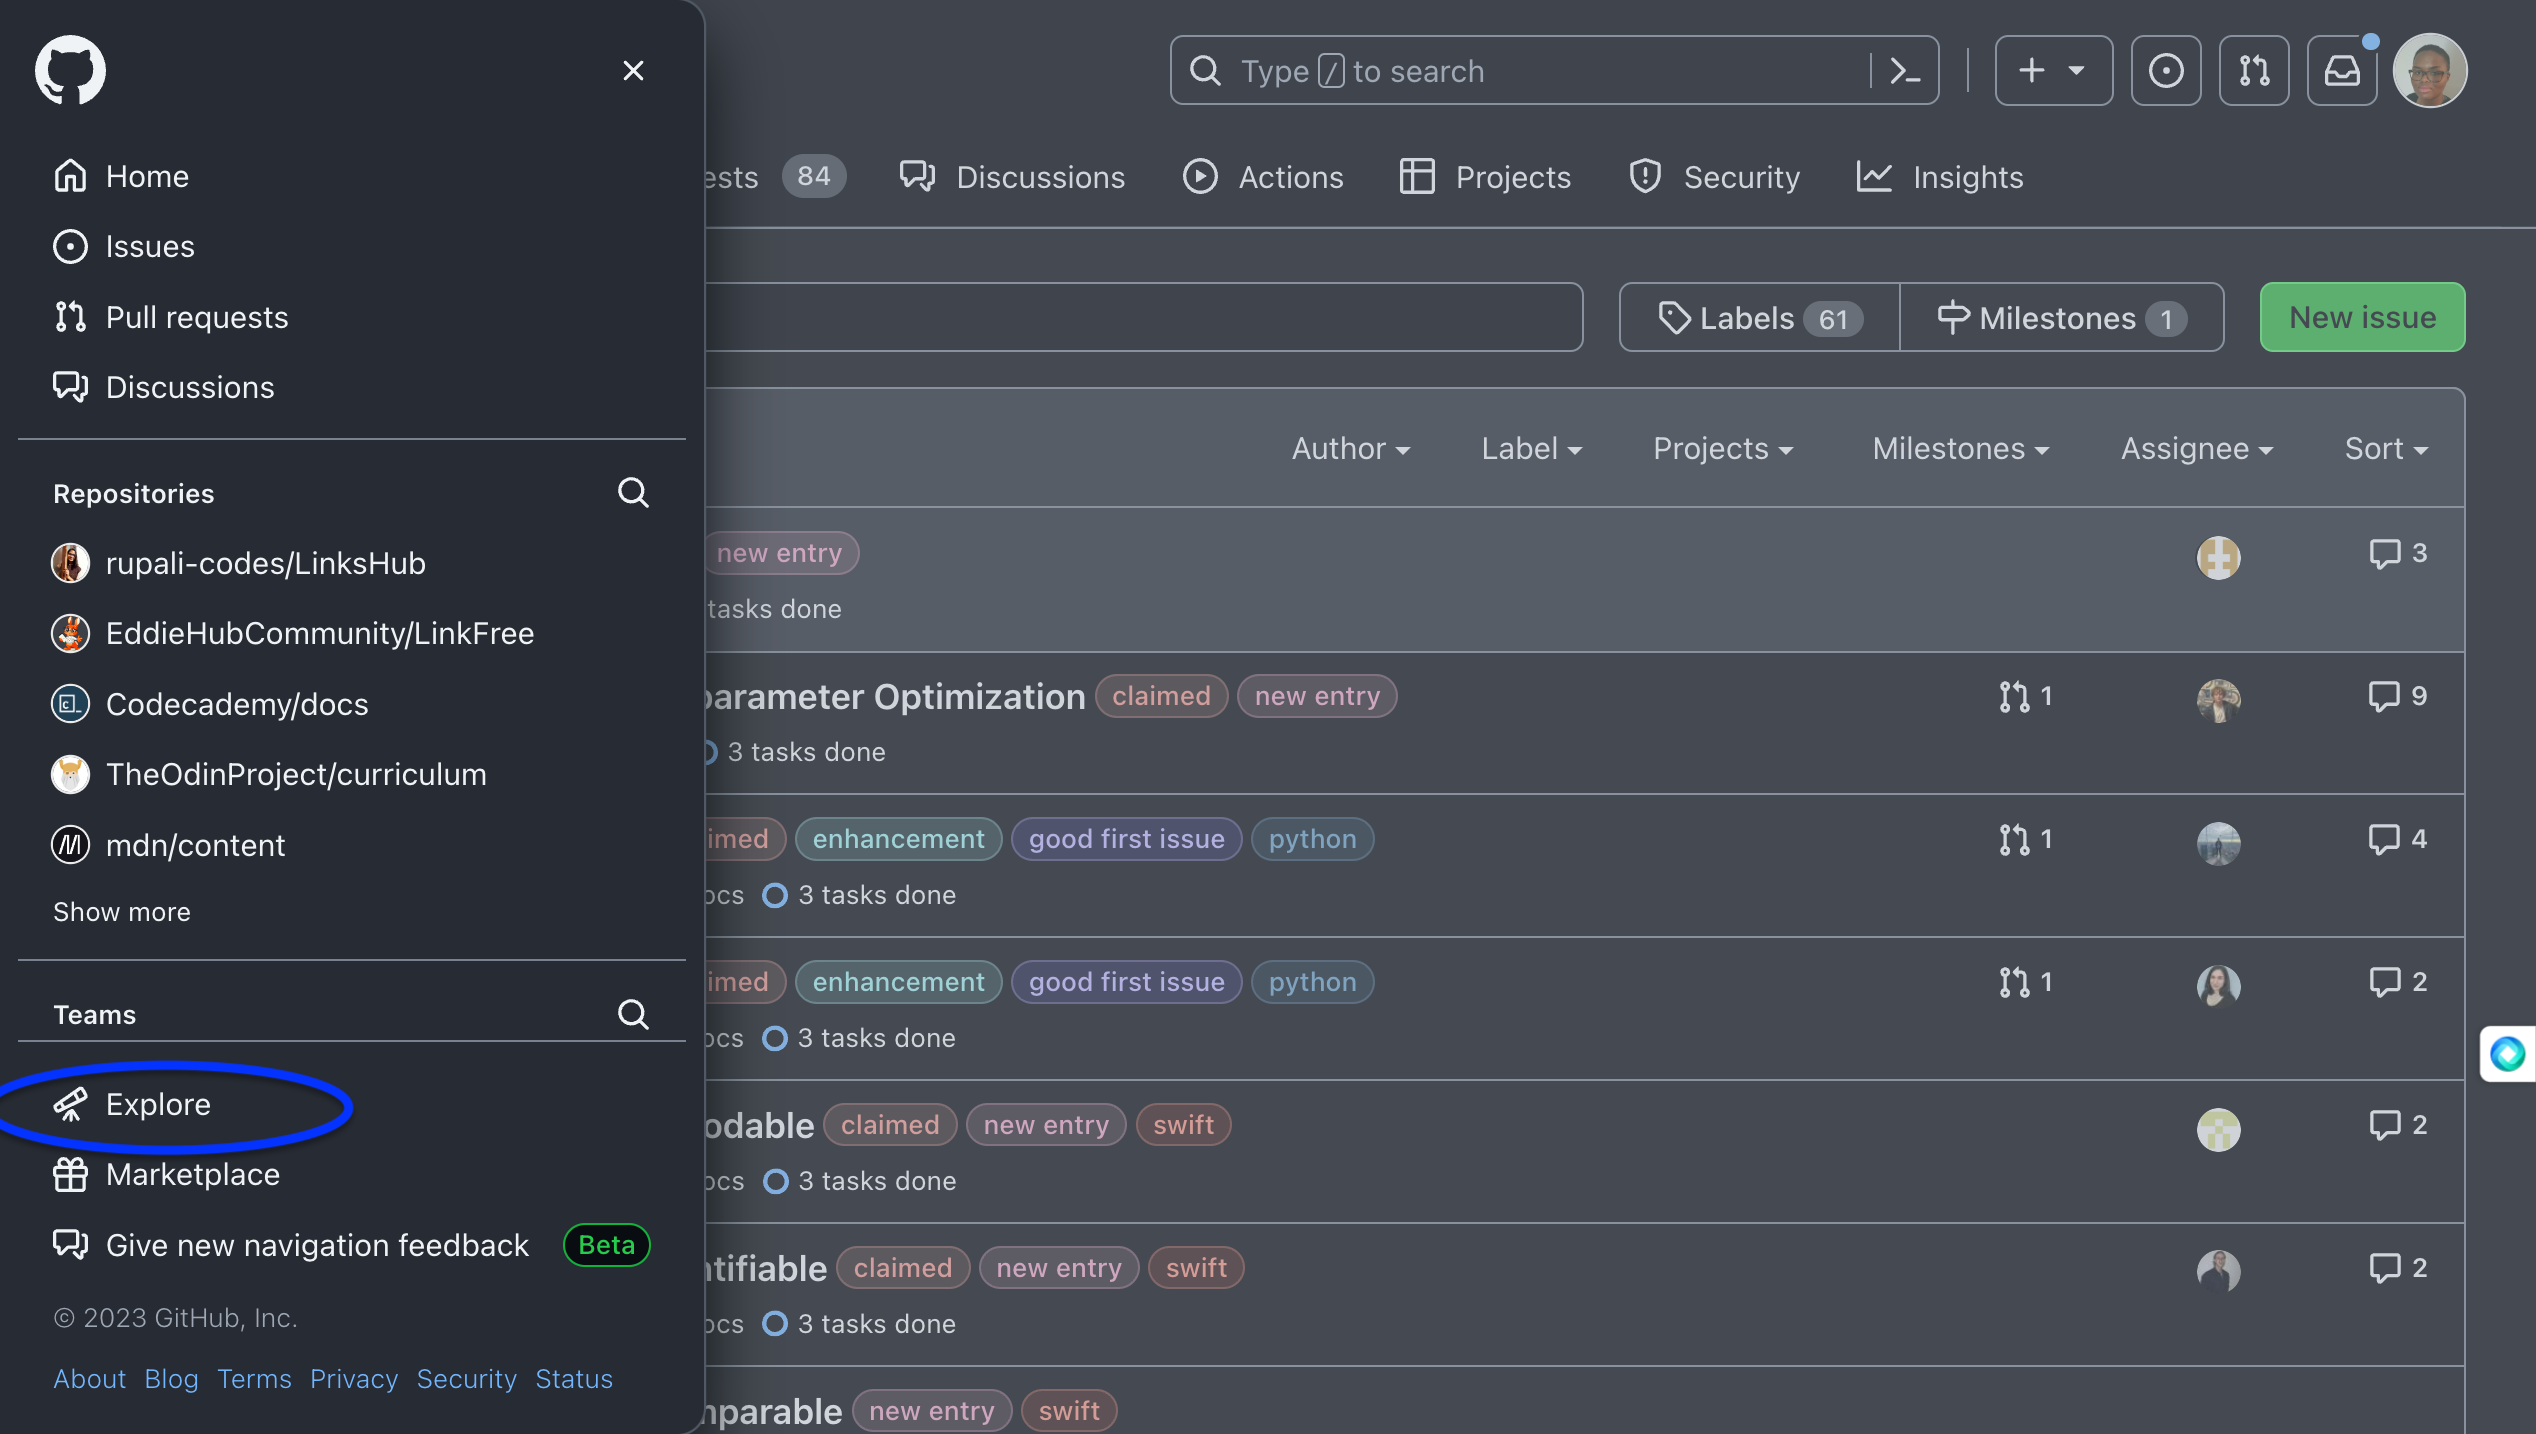 Type / to search
Home
Issues
Pull requests
Discussions
Repositories
rupali-codes/LinksHub
EddieHubCommunity/LinkFree
Codecademy/docs
TheOdinProject/curriculum
mdn/content
Show more
Teams
Explore
Marketplace
Give new navigation feedback Beta
© 2023 GitHub, Inc.
About Blog Terms Privacy Security Status
ests 84 Discussions Actions Projects Security Insights
Labels 61 Milestones 1 New issue
Author Label Projects Milestones Assignee Sort
new entry 3
tasks done
parameter Optimization claimed new entry 1 9
3 tasks done
imed enhancement good first issue python 1 4
ocs 3 tasks done
imed enhancement good first issue python 1 2
ocs 3 tasks done
odable claimed new entry swift 2
ocs 3 tasks done
ntifiable claimed new entry swift 2
ocs 3 tasks done
mparable new entry swift